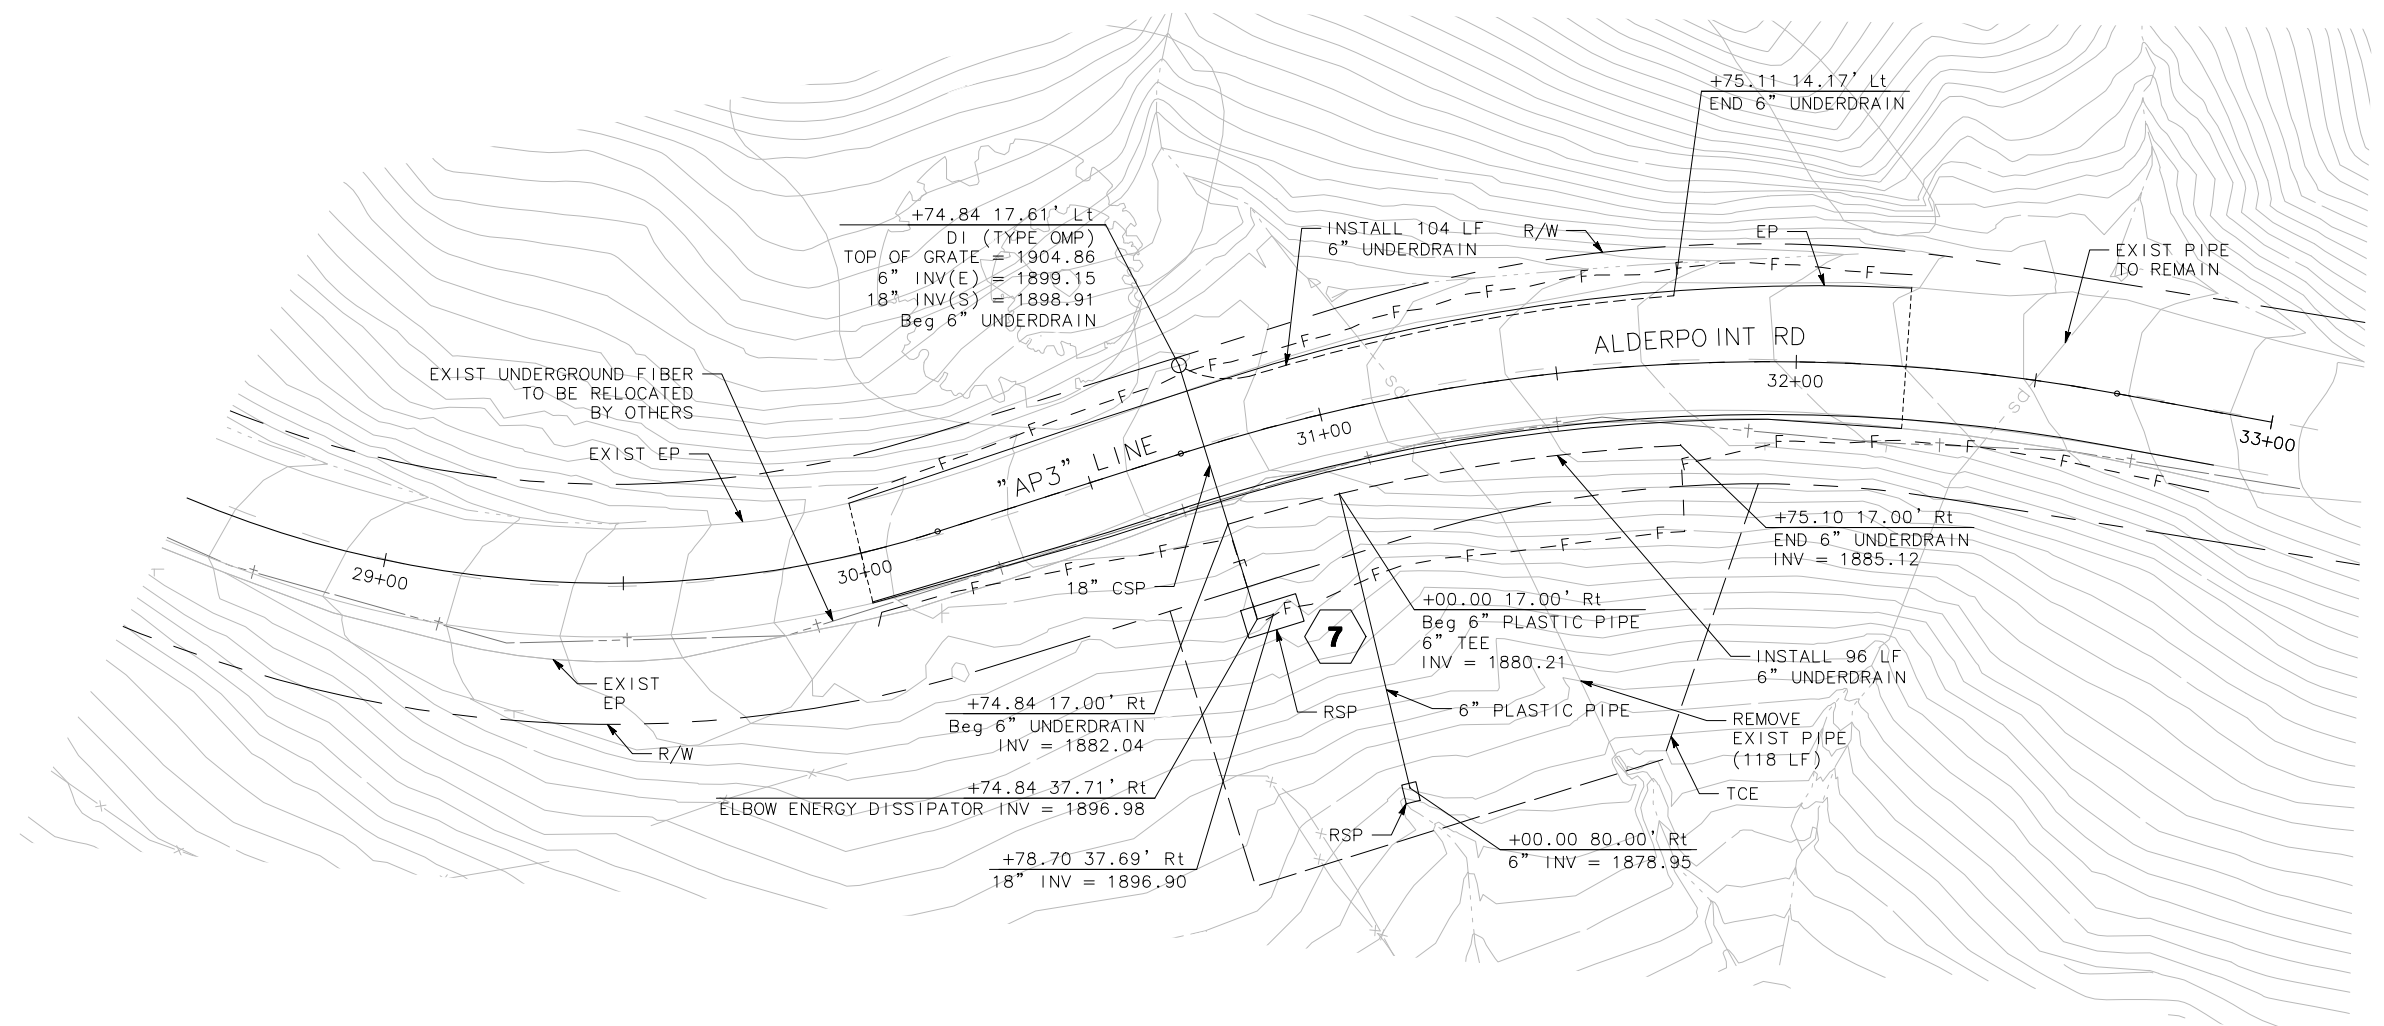 +75.11 14.17' Lt
END 6" UNDERDRAIN
+74.84 17.61' Lt
DI (TYPE OMP)
TOP OF GRATE = 1904.86
6" INV(E) = 1899.15
18" INV(S) = 1898.91
Beg 6" UNDERDRAIN
INSTALL 104 LF
6" UNDERDRAIN
R/W
EP
EXIST PIPE
TO REMAIN
F
F
F
F
F
F
F
F
F
F
F
ALDERPOINT RD
EXIST UNDERGROUND FIBER
TO BE RELOCATED
BY OTHERS
EXIST EP
"AP3" LINE
29+00
30+00
31+00
32+00
33+00
SD
SD
F
F
F
F
F
F
F
F
F
F
F
F
F
F
18" CSP
+75.10 17.00' Rt
END 6" UNDERDRAIN
INV = 1885.12
+00.00 17.00' Rt
Beg 6" PLASTIC PIPE
6" TEE
INV = 1880.21
7
INSTALL 96 LF
6" UNDERDRAIN
EXIST
EP
R/W
+74.84 17.00' Rt
Beg 6" UNDERDRAIN
INV = 1882.04
RSP
6" PLASTIC PIPE
REMOVE
EXIST PIPE
(118 LF)
+74.84 37.71' Rt
ELBOW ENERGY DISSIPATOR INV = 1896.98
TCE
RSP
+00.00 80.00' Rt
6" INV = 1878.95
+78.70 37.69' Rt
18" INV = 1896.90